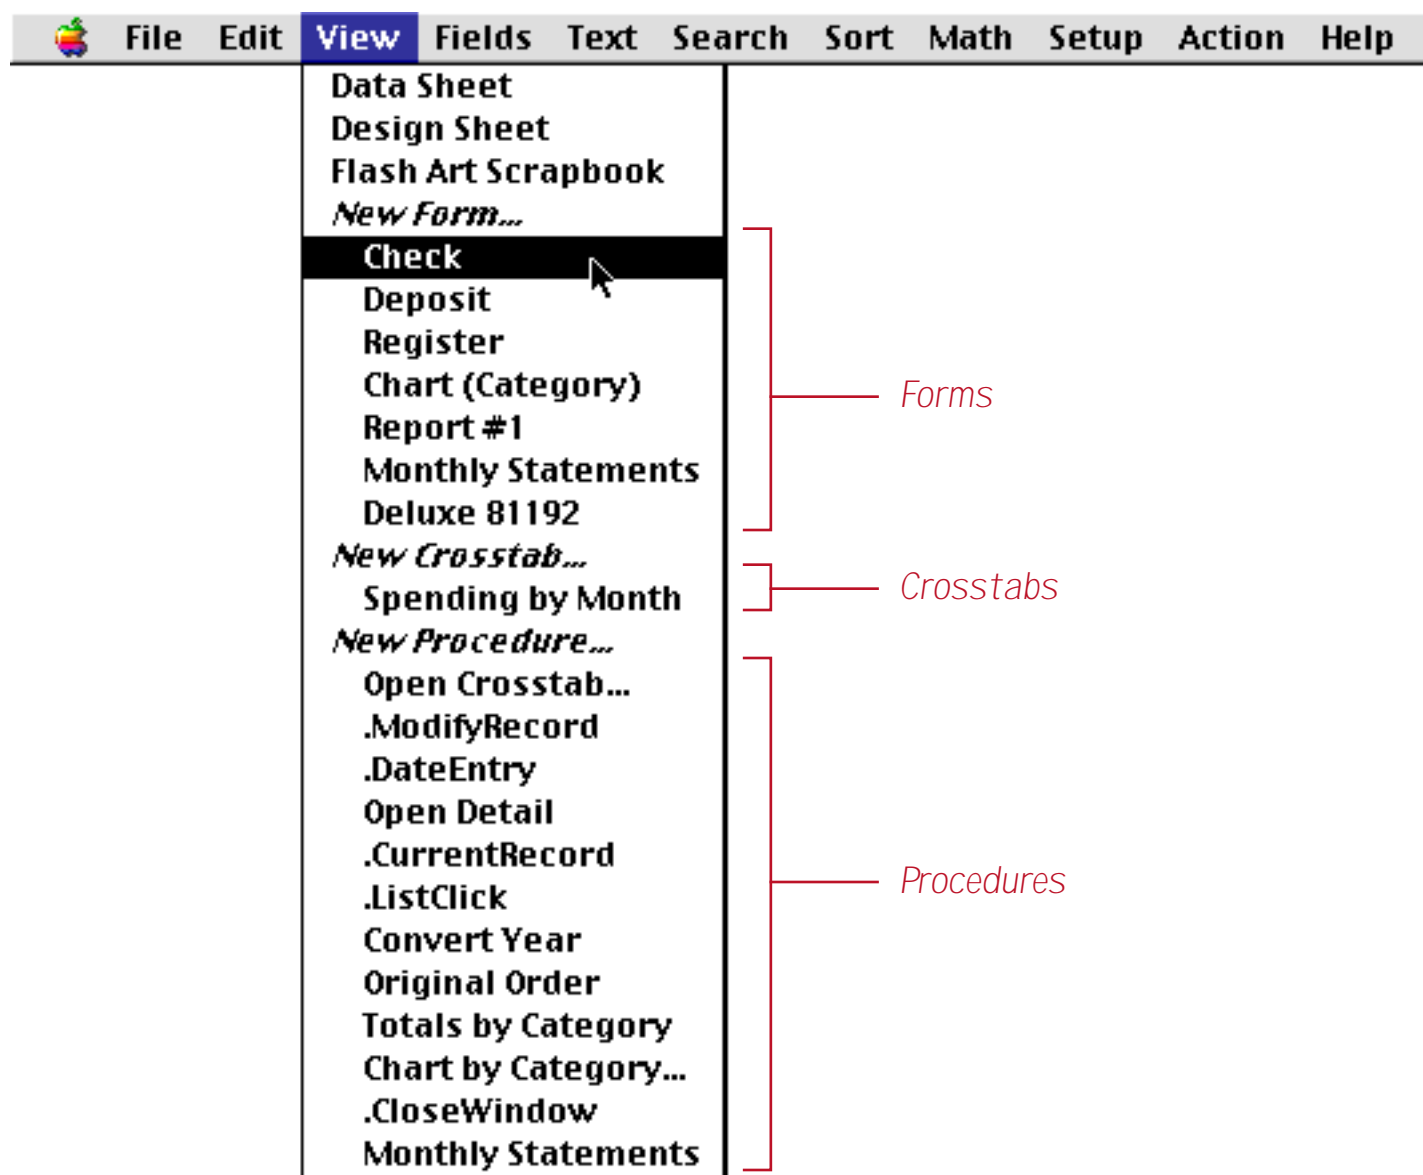 File Edit View Fields Text Search Sort Math Setup Action Help
Data Sheet
Design Sheet
Flash Art Scrapbook
New Form...
Check
Deposit
Register
Chart (Category)
Report #1
Monthly Statements
Deluxe 81192
New Crosstab...
Spending by Month
New Procedure...
Open Crosstab...
.ModifyRecord
.DateEntry
Open Detail
.CurrentRecord
.ListClick
Convert Year
Original Order
Totals by Category
Chart by Category...
.CloseWindow
Monthly Statements
Forms
Crosstabs
Procedures